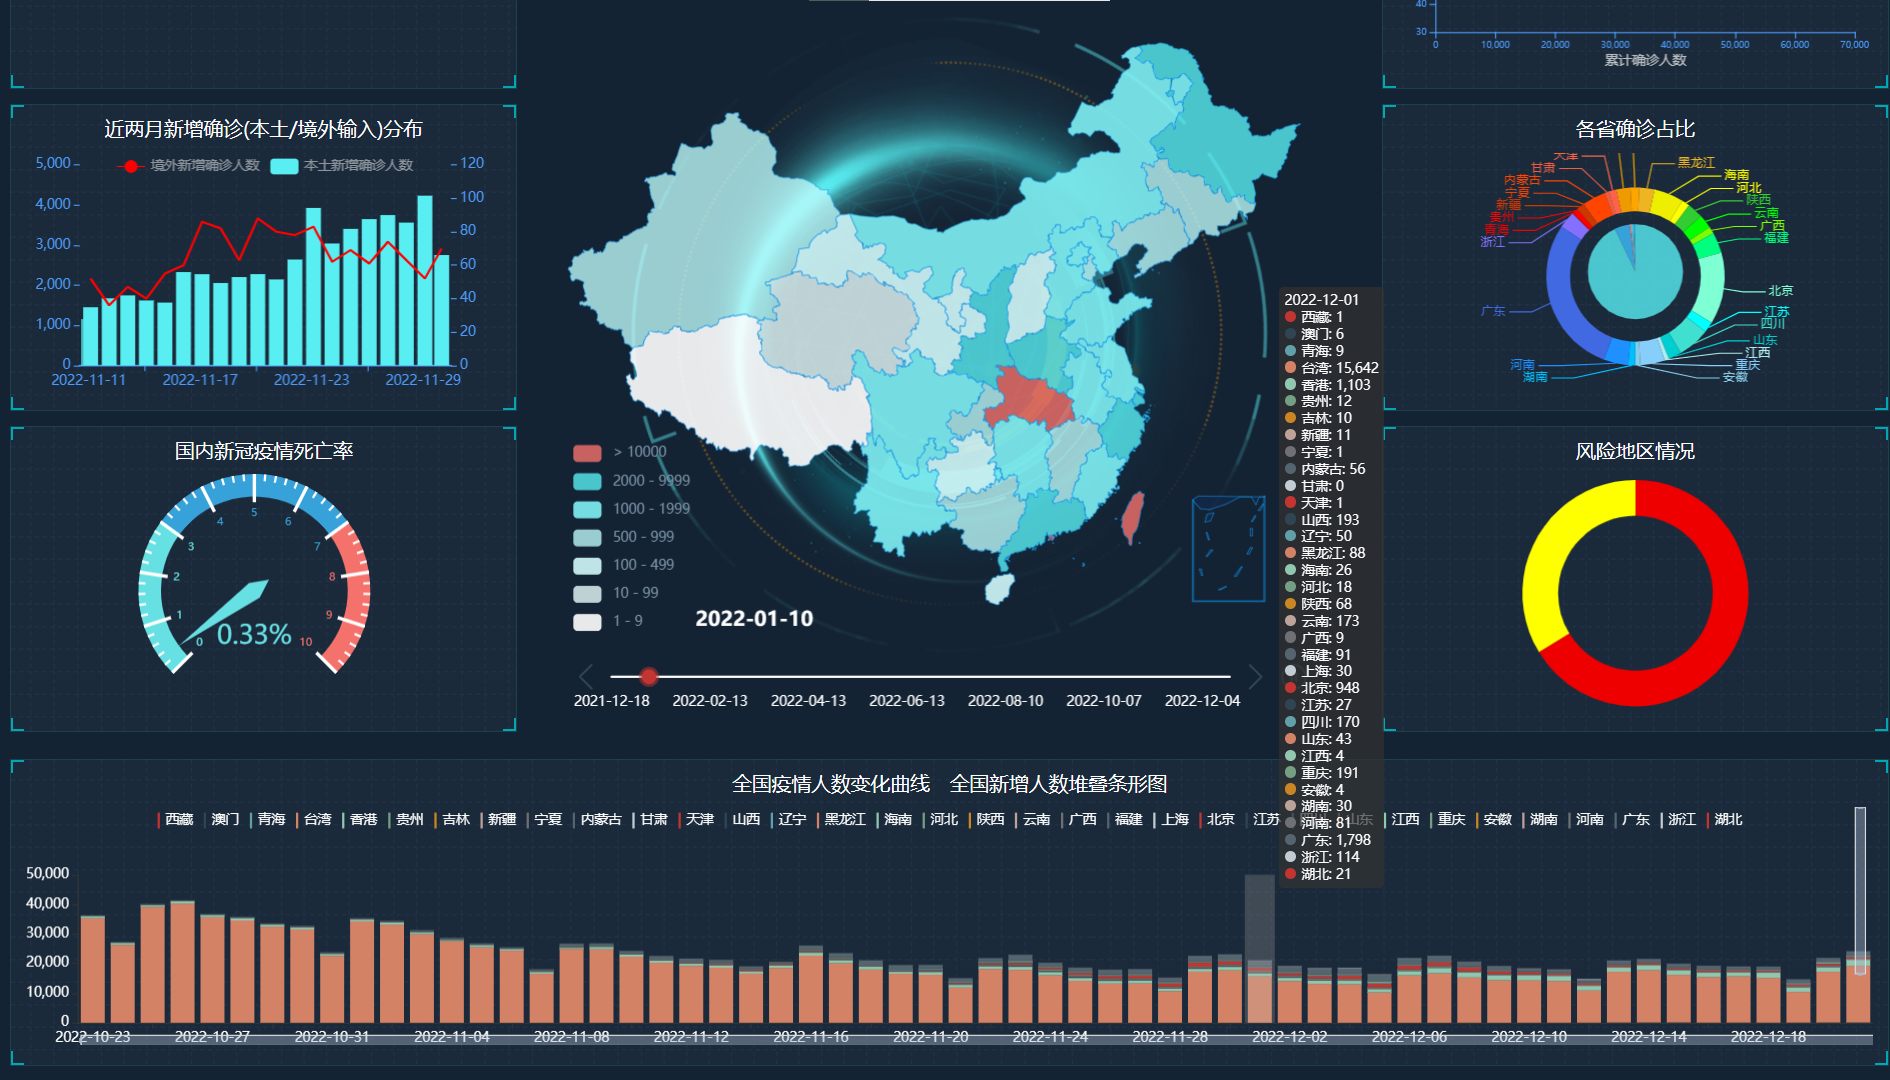 40
30
0 10,000 20,000 30,000 40,000 50,000 60,000 70,000
累计确诊人数
近两月新增确诊(本土/境外输入)分布
境外新增确诊人数 本土新增确诊人数
5,000
4,000
3,000
2,000
1,000
0
120
100
80
60
40
20
0
2022-11-11 2022-11-17 2022-11-23 2022-11-29
国内新冠疫情死亡率
0
1
2
3
4
5
6
7
8
9
10
0.33%
> 10000
2000 - 9999
1000 - 1999
500 - 999
100 - 499
10 - 99
1 - 9
2022-01-10
2021-12-18 2022-02-13 2022-04-13 2022-06-13 2022-08-10 2022-10-07 2022-12-04
2022-12-01
西藏: 1
澳门: 6
青海: 9
台湾: 15,642
香港: 1,103
贵州: 12
吉林: 10
新疆: 11
宁夏: 1
内蒙古: 56
甘肃: 0
天津: 1
山西: 193
辽宁: 50
黑龙江: 88
海南: 26
河北: 18
陕西: 68
云南: 173
广西: 9
福建: 91
上海: 30
北京: 948
江苏: 27
四川: 170
山东: 43
江西: 4
重庆: 191
安徽: 4
湖南: 30
河南: 81
广东: 1,798
浙江: 114
湖北: 21
各省确诊占比
天津
甘肃
内蒙古
宁夏
新疆
贵州
青海
浙江
广东
河南
湖南
黑龙江
海南
河北
陕西
云南
广西
福建
北京
江苏
四川
山东
江西
重庆
安徽
风险地区情况
全国疫情人数变化曲线 全国新增人数堆叠条形图
西藏 澳门 青海 台湾 香港 贵州 吉林 新疆 宁夏 内蒙古 甘肃 天津 山西 辽宁 黑龙江 海南 河北 陕西 云南 广西 福建 上海 北京 江苏 山东 江西 重庆 安徽 湖南 河南 广东 浙江 湖北
50,000
40,000
30,000
20,000
10,000
0
2022-10-23 2022-10-27 2022-10-31 2022-11-04 2022-11-08 2022-11-12 2022-11-16 2022-11-20 2022-11-24 2022-11-28 2022-12-02 2022-12-06 2022-12-10 2022-12-14 2022-12-18